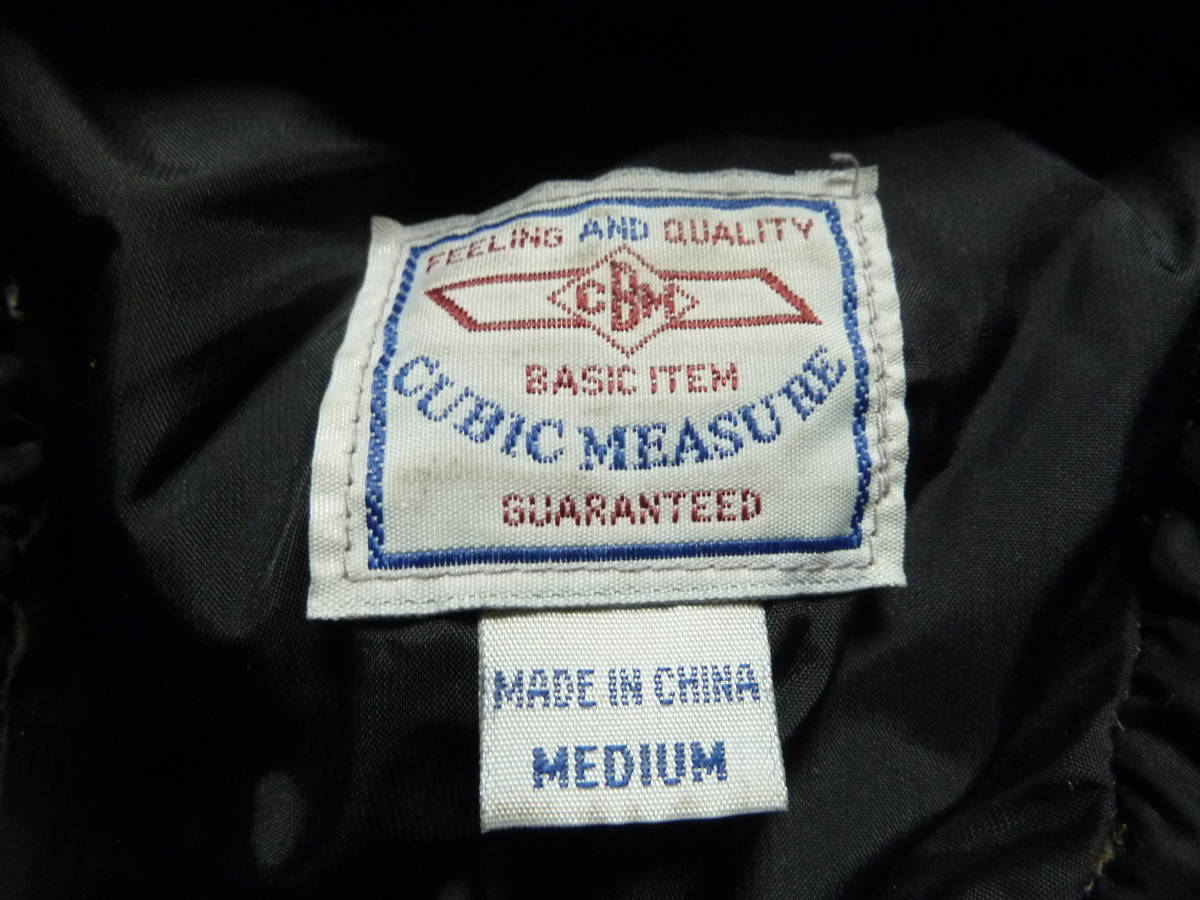 FEELING AND QUALITY
CBM
BASIC ITEM
CUBIC MEASURE
GUARANTEED
MADE IN CHINA
MEDIUM